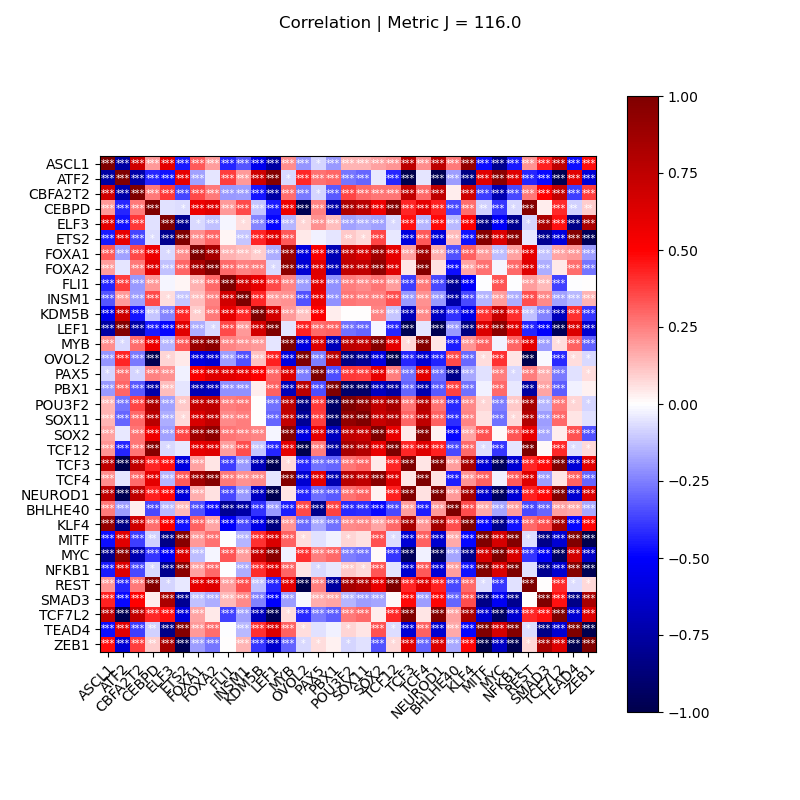 Correlation | Metric J = 116.0
ASCL1
ATF2
CBFA2T2
CEBPD
ELF3
ETS2
FOXA1
FOXA2
FLI1
INSM1
KDM5B
LEF1
MYB
OVOL2
PAX5
PBX1
POU3F2
SOX11
SOX2
TCF12
TCF3
TCF4
NEUROD1
BHLHE40
KLF4
MITF
MYC
NFKB1
REST
SMAD3
TCF7L2
TEAD4
ZEB1
ASCL1
ATF2
CBFA2T2
CEBPD
ELF3
ETS2
FOXA1
FOXA2
FLI1
INSM1
KDM5B
LEF1
MYB
OVOL2
PAX5
PBX1
POU3F2
SOX11
SOX2
TCF12
TCF3
TCF4
NEUROD1
BHLHE40
KLF4
MITF
MYC
NFKB1
REST
SMAD3
TCF7L2
TEAD4
ZEB1
1.00
0.75
0.50
0.25
0.00
−0.25
−0.50
−0.75
−1.00